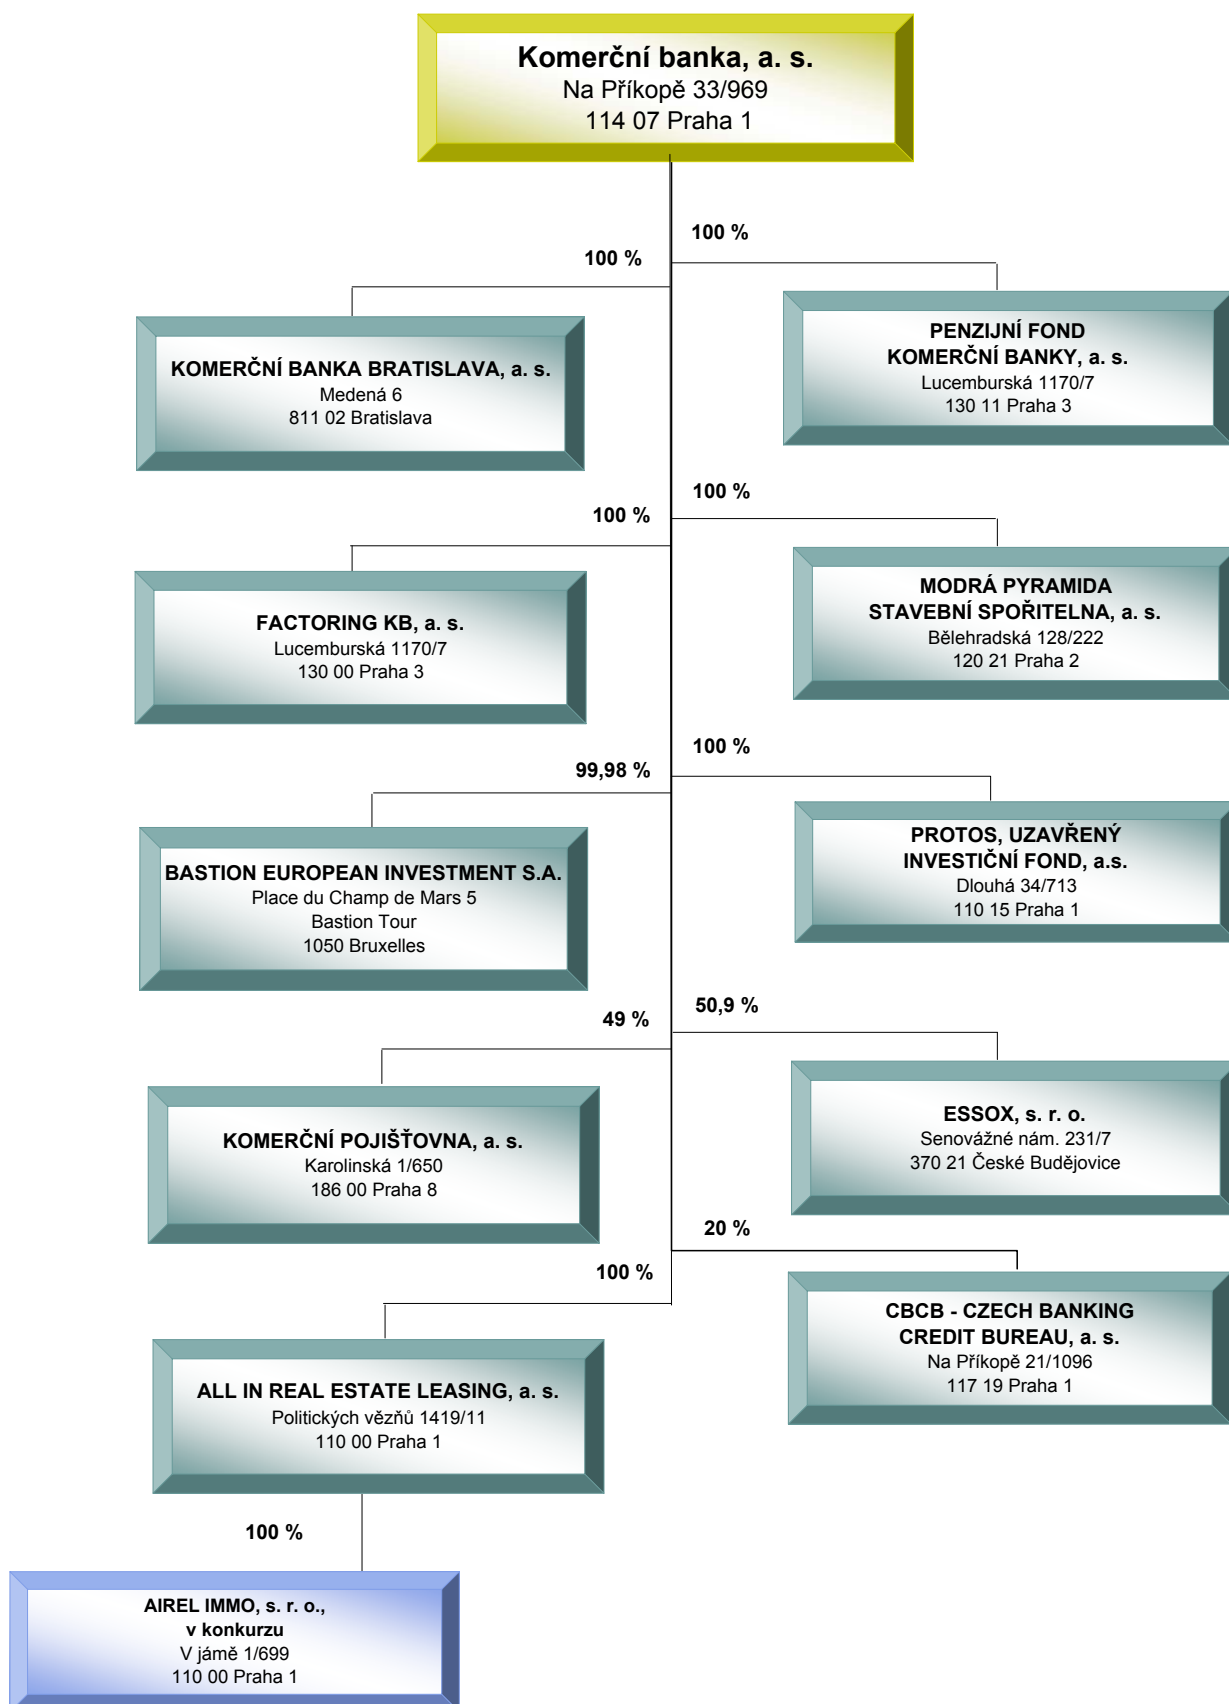 Komerční banka, a. s.
Na Příkopě 33/969
114 07 Praha 1
100 %
100 %
KOMERČNÍ BANKA BRATISLAVA, a. s.
Medená 6
811 02 Bratislava
PENZIJNÍ FOND
KOMERČNÍ BANKY, a. s.
Lucemburská 1170/7
130 11 Praha 3
100 %
100 %
FACTORING KB, a. s.
Lucemburská 1170/7
130 00 Praha 3
MODRÁ PYRAMIDA
STAVEBNÍ SPOŘITELNA, a. s.
Bělehradská 128/222
120 21 Praha 2
99,98 %
100 %
BASTION EUROPEAN INVESTMENT S.A.
Place du Champ de Mars 5
Bastion Tour
1050 Bruxelles
PROTOS, UZAVŘENÝ
INVESTIČNÍ FOND, a.s.
Dlouhá 34/713
110 15 Praha 1
49 %
50,9 %
KOMERČNÍ POJIŠŤOVNA, a. s.
Karolinská 1/650
186 00 Praha 8
ESSOX, s. r. o.
Senovážné nám. 231/7
370 21 České Budějovice
100 %
20 %
ALL IN REAL ESTATE LEASING, a. s.
Politických vězňů 1419/11
110 00 Praha 1
CBCB - CZECH BANKING
CREDIT BUREAU, a. s.
Na Příkopě 21/1096
117 19 Praha 1
100 %
AIREL IMMO, s. r. o.,
v konkurzu
V jámě 1/699
110 00 Praha 1